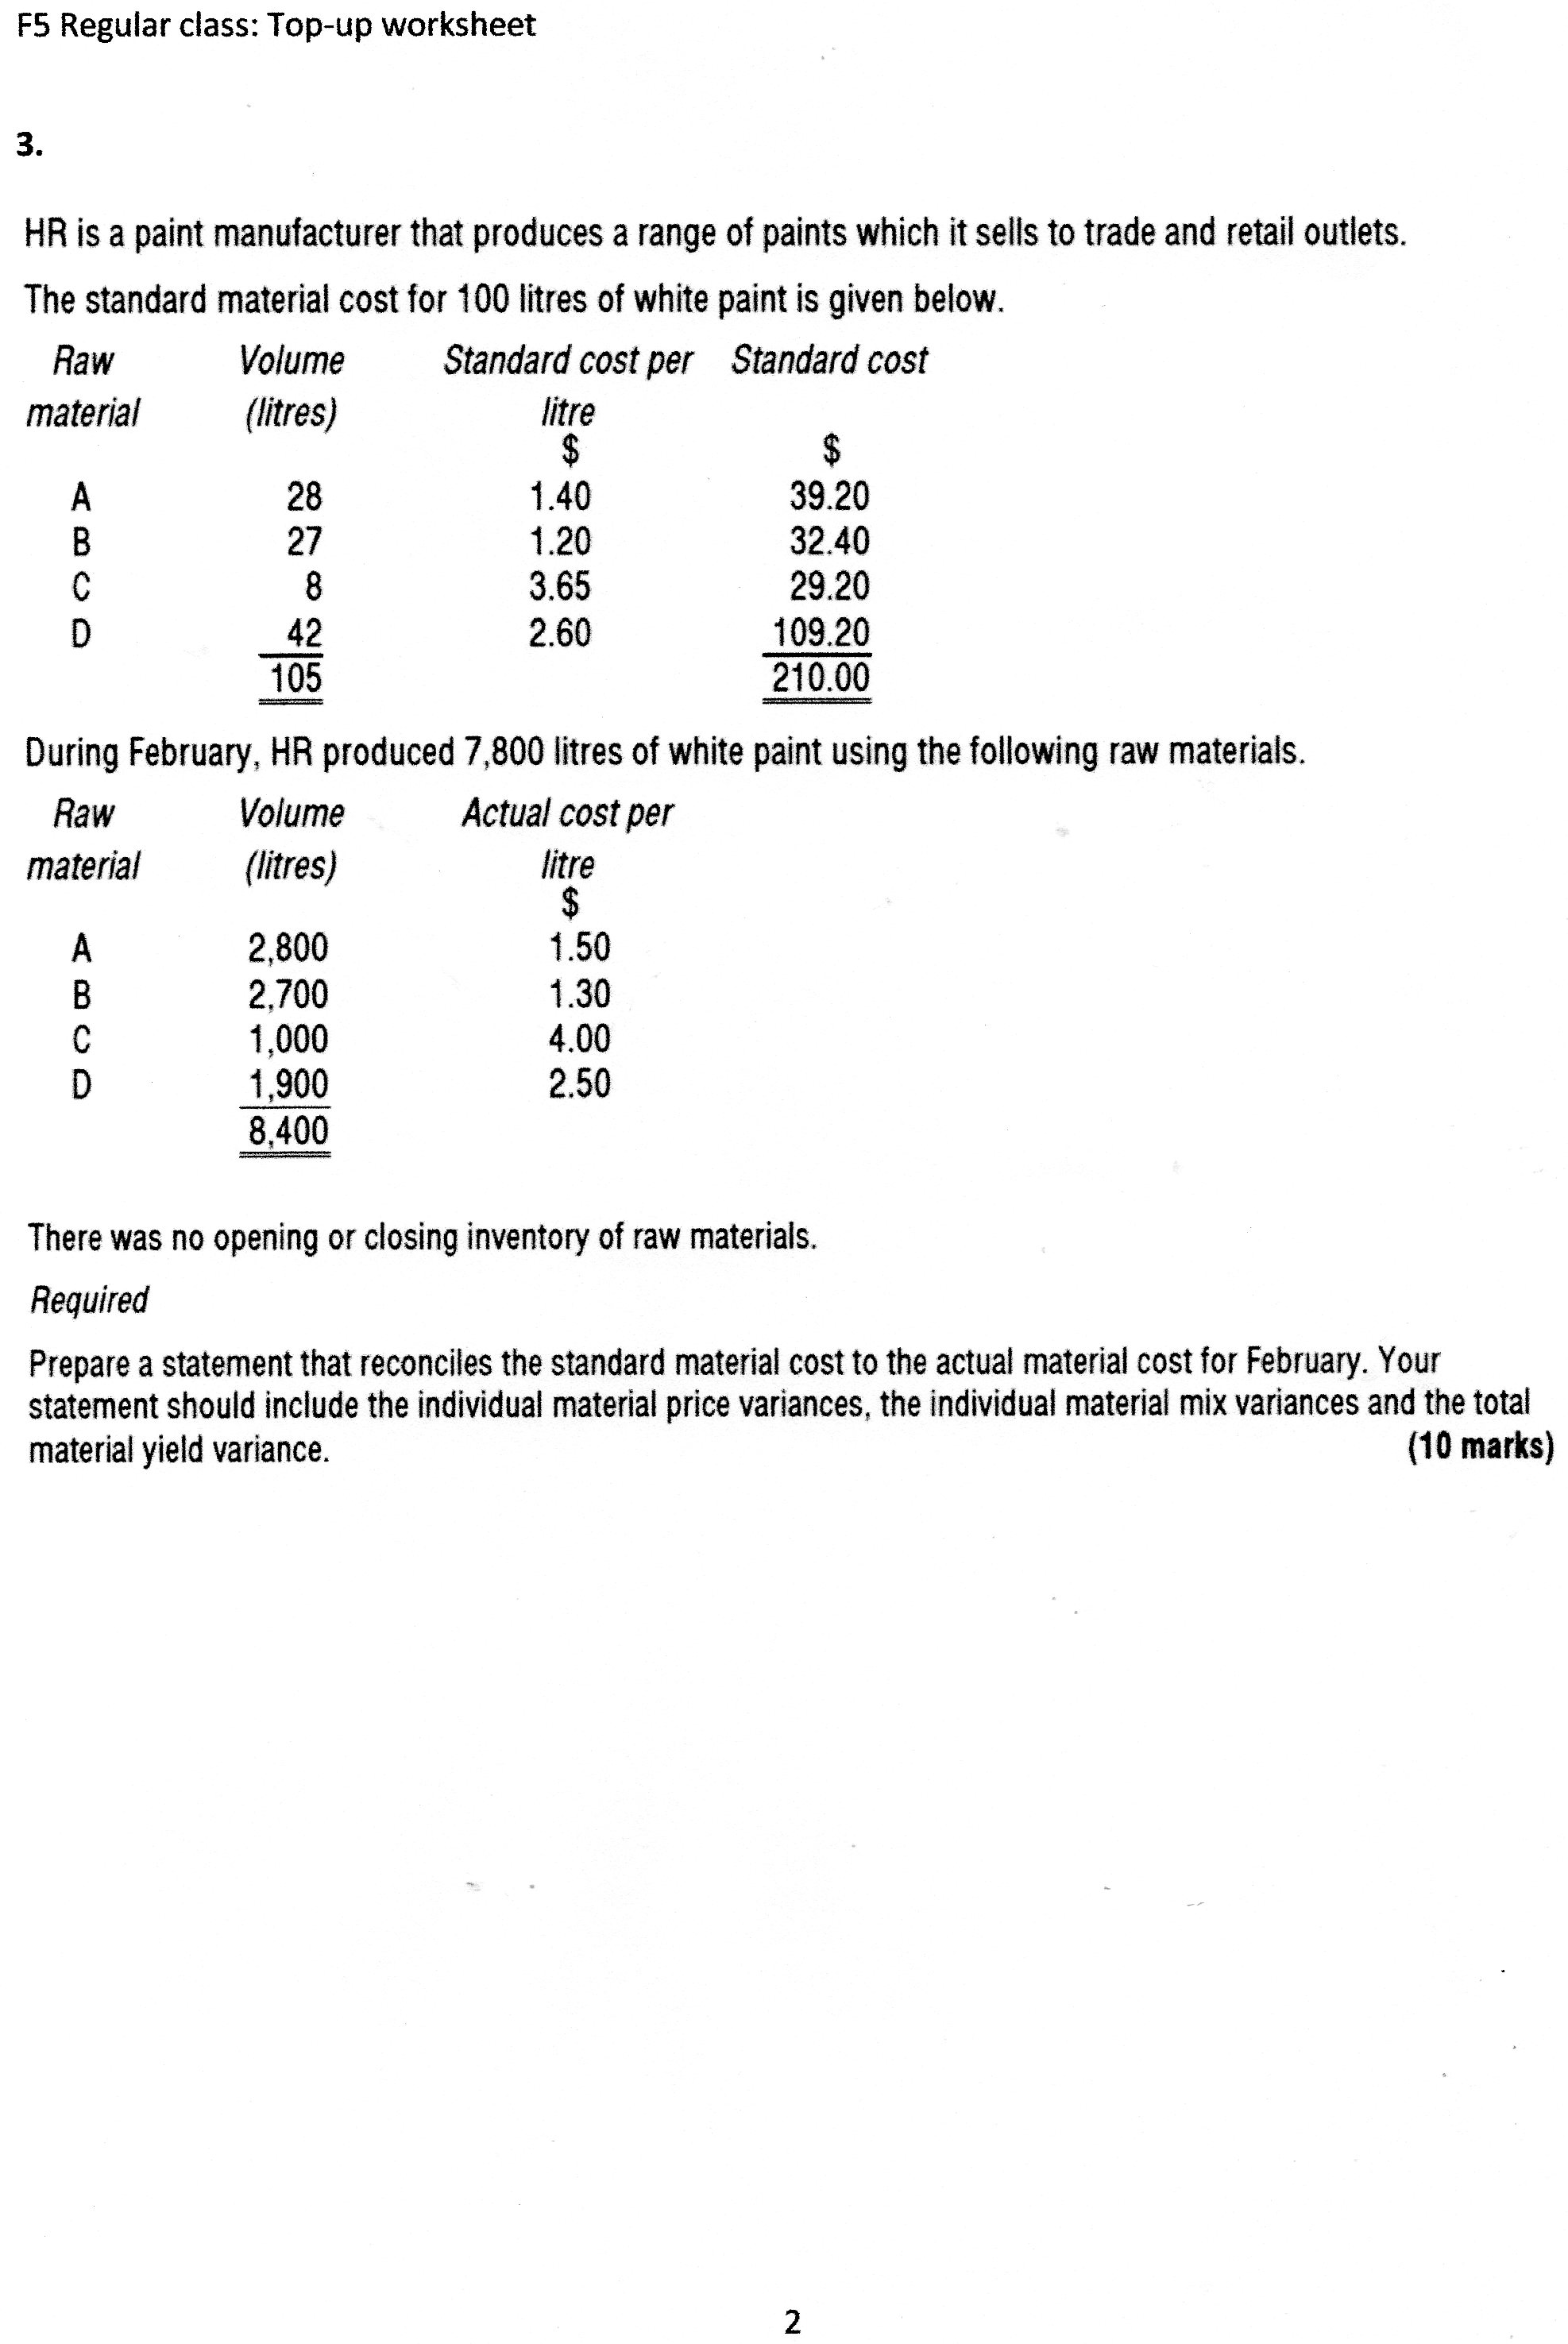 F5 Regular class: Top-up worksheet
3.
HR is a paint manufacturer that produces a range of paints which it sells to trade and retail outlets.
The standard material cost for 100 litres of white paint is given below.
Raw Volume Standard cost per Standard cost
material (litres) litre
$ $
A 28 1.40 39.20
B 27 1.20 32.40
C 8 3.65 29.20
D 42 2.60 109.20
105 210.00
During February, HR produced 7,800 litres of white paint using the following raw materials.
Raw Volume Actual cost per
material (litres) litre
$
A 2,800 1.50
B 2,700 1.30
C 1,000 4.00
D 1,900 2.50
8,400
There was no opening or closing inventory of raw materials.
Required
Prepare a statement that reconciles the standard material cost to the actual material cost for February. Your
statement should include the individual material price variances, the individual material mix variances and the total
material yield variance. (10 marks)
2